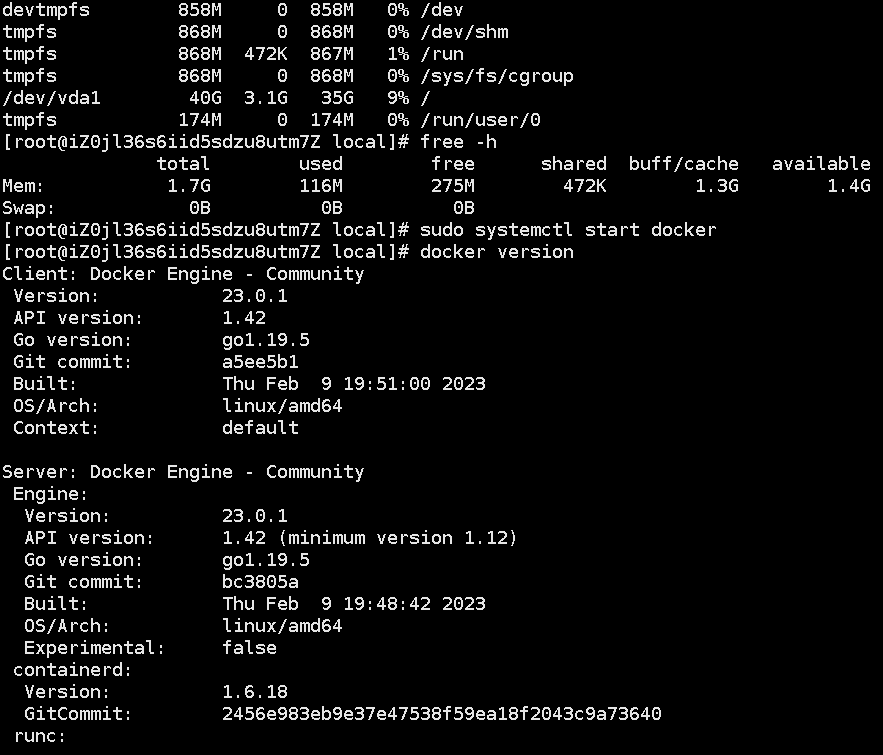 devtmpfs        858M     0  858M   0% /dev
tmpfs           868M     0  868M   0% /dev/shm
tmpfs           868M  472K  867M   1% /run
tmpfs           868M     0  868M   0% /sys/fs/cgroup
/dev/vda1        40G  3.1G   35G   9% /
tmpfs           174M     0  174M   0% /run/user/0
[root@iZ0jl36s6iid5sdzu8utm7Z local]# free -h
              total        used        free      shared  buff/cache   available
Mem:           1.7G        116M        275M        472K        1.3G        1.4G
Swap:            0B          0B          0B
[root@iZ0jl36s6iid5sdzu8utm7Z local]# sudo systemctl start docker
[root@iZ0jl36s6iid5sdzu8utm7Z local]# docker version
Client: Docker Engine - Community
 Version:           23.0.1
 API version:       1.42
 Go version:        go1.19.5
 Git commit:        a5ee5b1
 Built:             Thu Feb  9 19:51:00 2023
 OS/Arch:           linux/amd64
 Context:           default

Server: Docker Engine - Community
 Engine:
  Version:          23.0.1
  API version:      1.42 (minimum version 1.12)
  Go version:       go1.19.5
  Git commit:       bc3805a
  Built:            Thu Feb  9 19:48:42 2023
  OS/Arch:          linux/amd64
  Experimental:     false
 containerd:
  Version:          1.6.18
  GitCommit:        2456e983eb9e37e47538f59ea18f2043c9a73640
 runc: